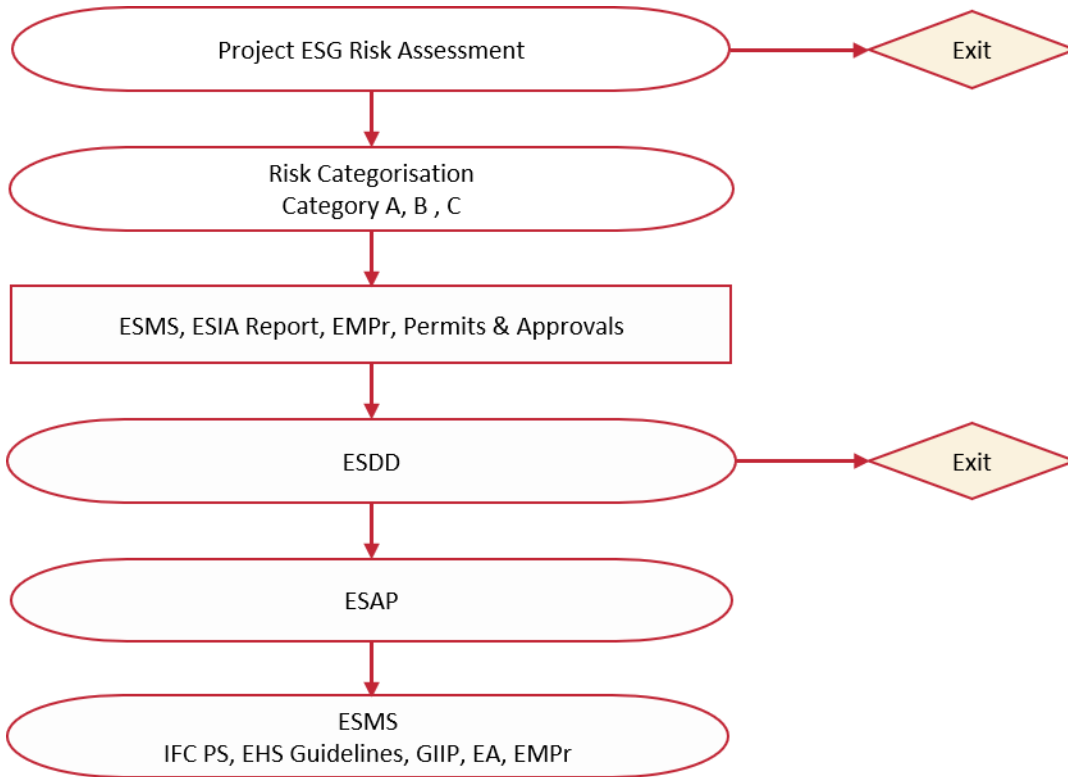 Project ESG Risk Assessment
Exit
Risk Categorisation
Category A, B , C
ESMS, ESIA Report, EMPr, Permits & Approvals
ESDD
Exit
ESAP
ESMS
IFC PS, EHS Guidelines, GIIP, EA, EMPr